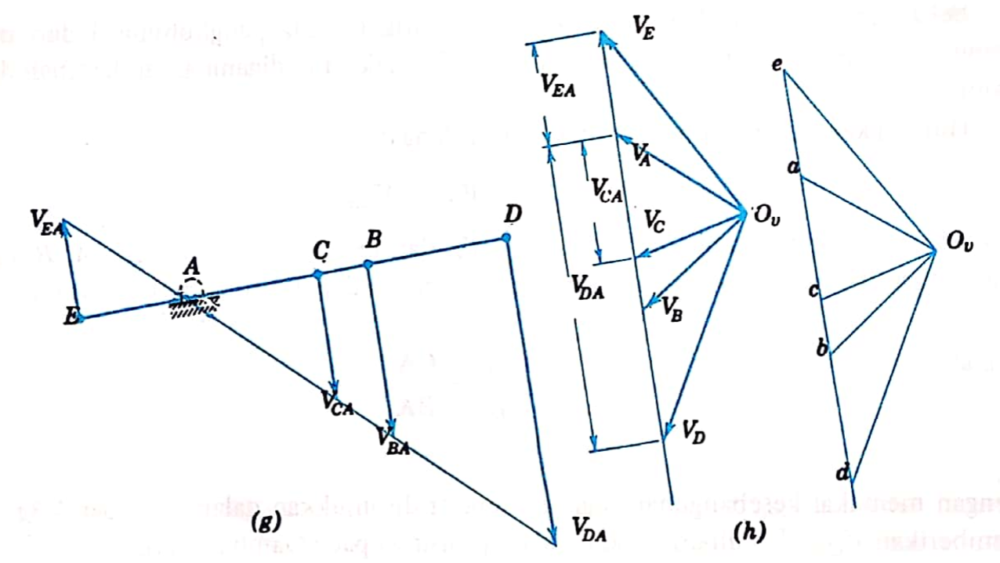 V_E
V_EA
e
V_A
a
V_CA
V_EA
D
V_C
O_v
B
C
O_v
A
V_DA
c
E
V_B
b
V_CA
V_D
V_BA
d
(g)
V_DA
(h)